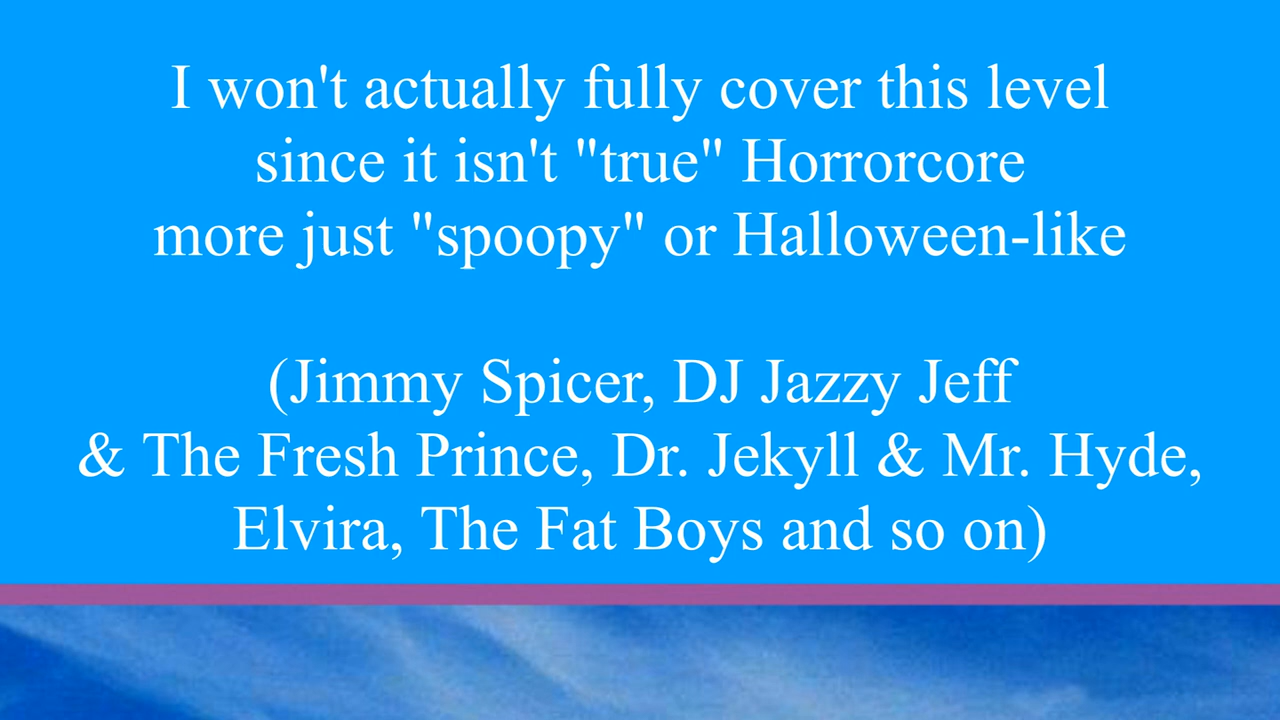 I won't actually fully cover this level
since it isn't "true" Horrorcore
more just "spoopy" or Halloween-like
(Jimmy Spicer, DJ Jazzy Jeff
& The Fresh Prince, Dr. Jekyll & Mr. Hyde,
Elvira, The Fat Boys and so on)